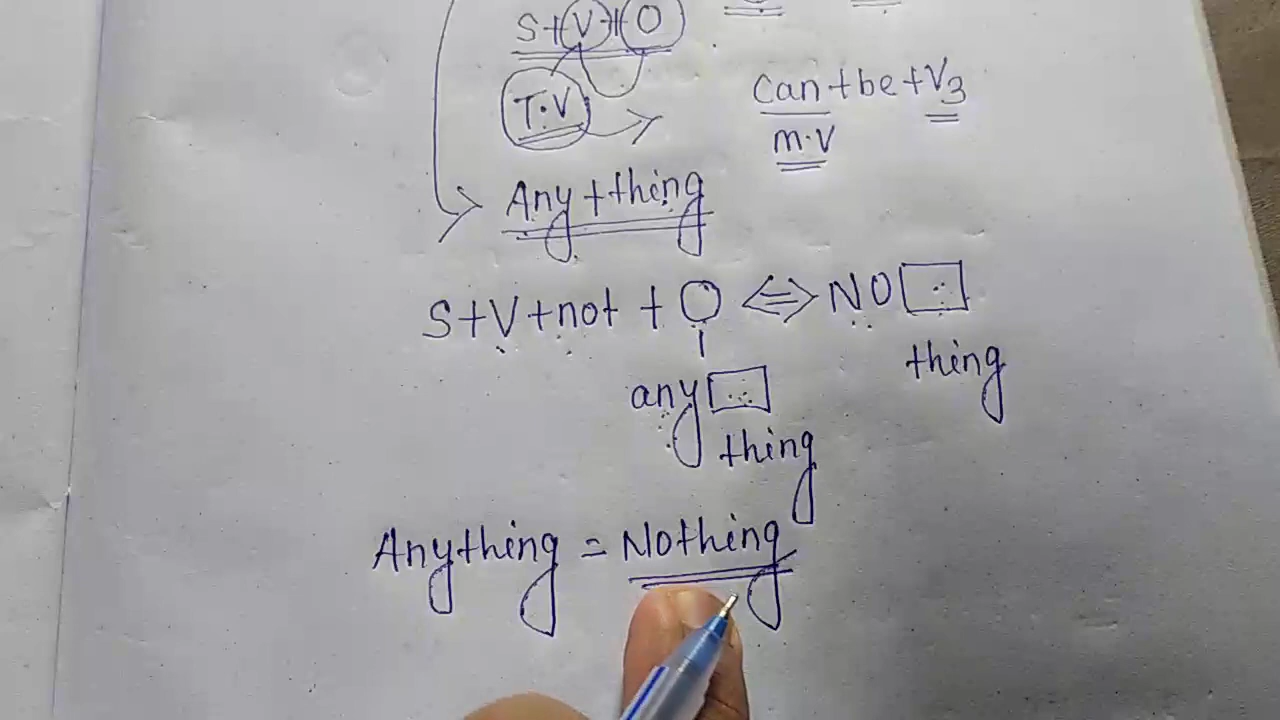 S+V+O
T.V
can+be+V3
m.V
Any+thing
S+V+not+O ⇔ NO
any
thing
thing
Anything = Nothing